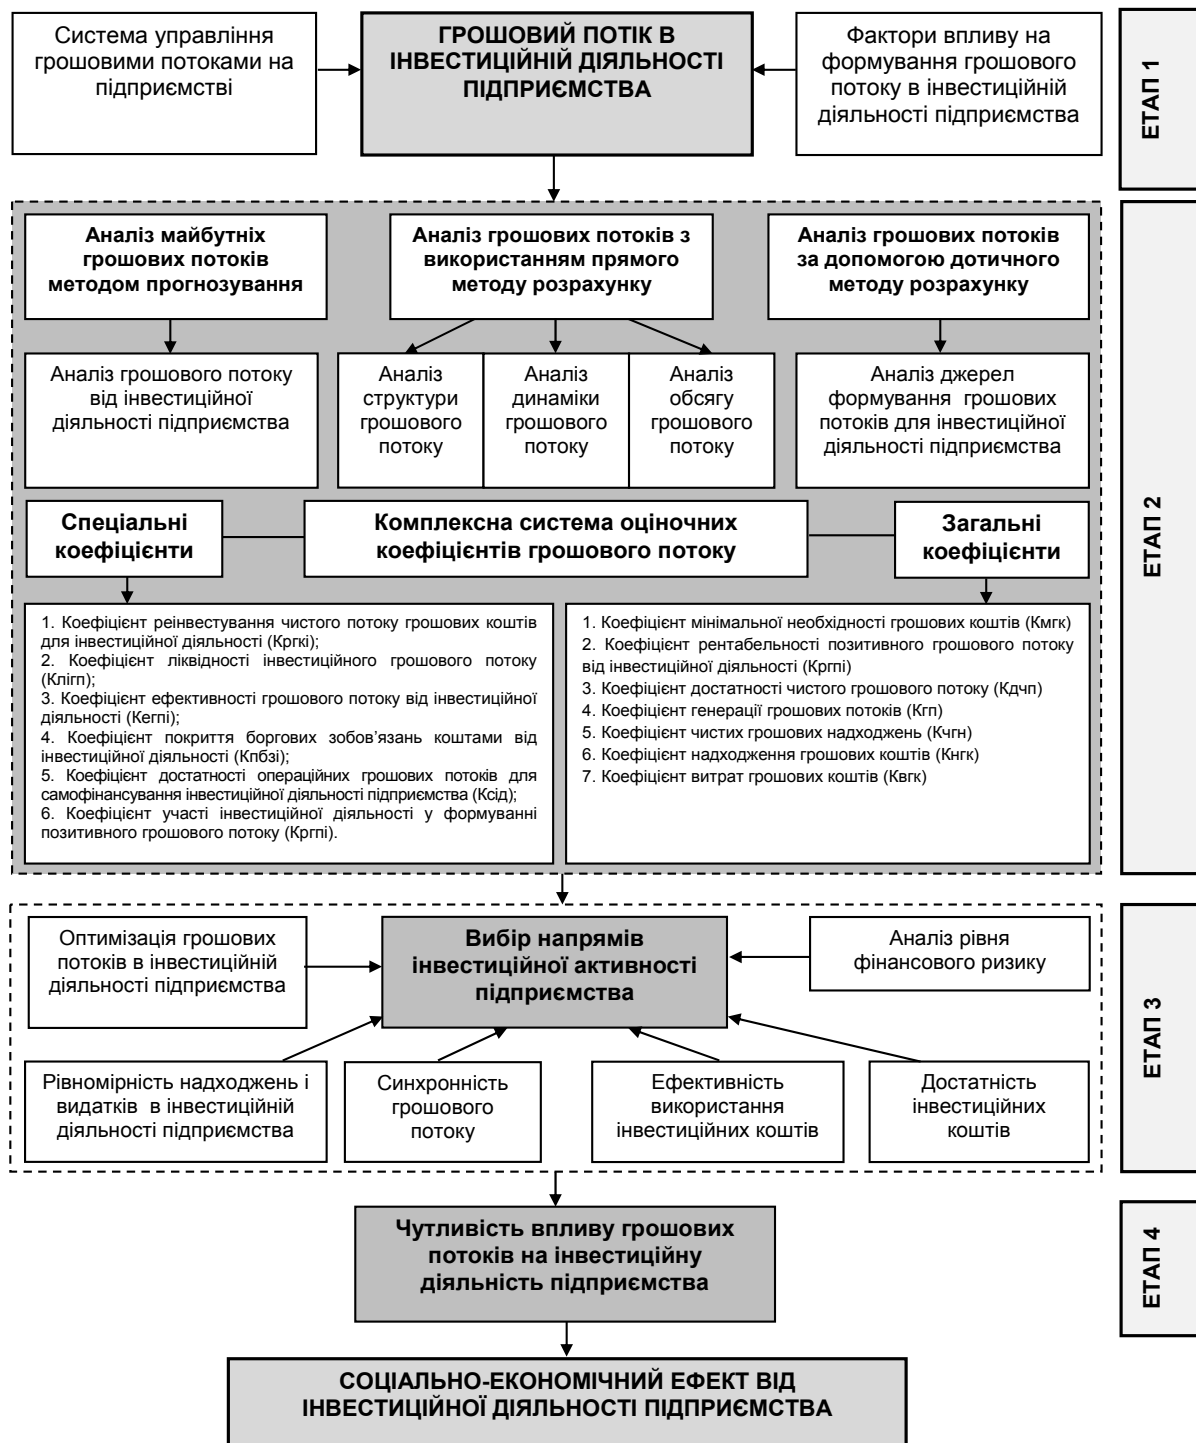 Система управління
грошовими потоками на
підприємстві
ГРОШОВИЙ ПОТІК В
ІНВЕСТИЦІЙНІЙ ДІЯЛЬНОСТІ
ПІДПРИЄМСТВА
Фактори впливу на
формування грошового
потоку в інвестиційній
діяльності підприємства
ЕТАП 1
Аналіз майбутніх
грошових потоків
методом прогнозування
Аналіз грошових потоків з
використанням прямого
методу розрахунку
Аналіз грошових потоків
за допомогою дотичного
методу розрахунку
Аналіз грошового потоку
від інвестиційної
діяльності підприємства
Аналіз
структури
грошового
потоку
Аналіз
динаміки
грошового
потоку
Аналіз
обсягу
грошового
потоку
Аналіз джерел
формування грошових
потоків для інвестиційної
діяльності підприємства
Спеціальні
коефіцієнти
Комплексна система оціночних
коефіцієнтів грошового потоку
Загальні
коефіцієнти
1. Коефіцієнт реінвестування чистого потоку грошових коштів
для інвестиційної діяльності (Кргкі);
2. Коефіцієнт ліквідності інвестиційного грошового потоку
(Клігп);
3. Коефіцієнт ефективності грошового потоку від інвестиційної
діяльності (Кегпі);
4. Коефіцієнт покриття боргових зобов’язань коштами від
інвестиційної діяльності (Кпбзі);
5. Коефіцієнт достатності операційних грошових потоків для
самофінансування інвестиційної діяльності підприємства (Ксід);
6. Коефіцієнт участі інвестиційної діяльності у формуванні
позитивного грошового потоку (Кргпі).
1. Коефіцієнт мінімальної необхідності грошових коштів (Кмгк)
2. Коефіцієнт рентабельності позитивного грошового потоку
від інвестиційної діяльності (Кргпі)
3. Коефіцієнт достатності чистого грошового потоку (Кдчп)
4. Коефіцієнт генерації грошових потоків (Кгп)
5. Коефіцієнт чистих грошових надходжень (Кчгн)
6. Коефіцієнт надходження грошових коштів (Кнгк)
7. Коефіцієнт витрат грошових коштів (Квгк)
ЕТАП 2
Оптимізація грошових
потоків в інвестиційній
діяльності підприємства
Вибір напрямів
інвестиційної активності
підприємства
Аналіз рівня
фінансового ризику
Рівномірність надходжень і
видатків в інвестиційній
діяльності підприємства
Синхронність
грошового
потоку
Ефективність
використання
інвестиційних коштів
Достатність
інвестиційних
коштів
ЕТАП 3
Чутливість впливу грошових
потоків на інвестиційну
діяльність підприємства
ЕТАП 4
СОЦІАЛЬНО-ЕКОНОМІЧНИЙ ЕФЕКТ ВІД
ІНВЕСТИЦІЙНОЇ ДІЯЛЬНОСТІ ПІДПРИЄМСТВА